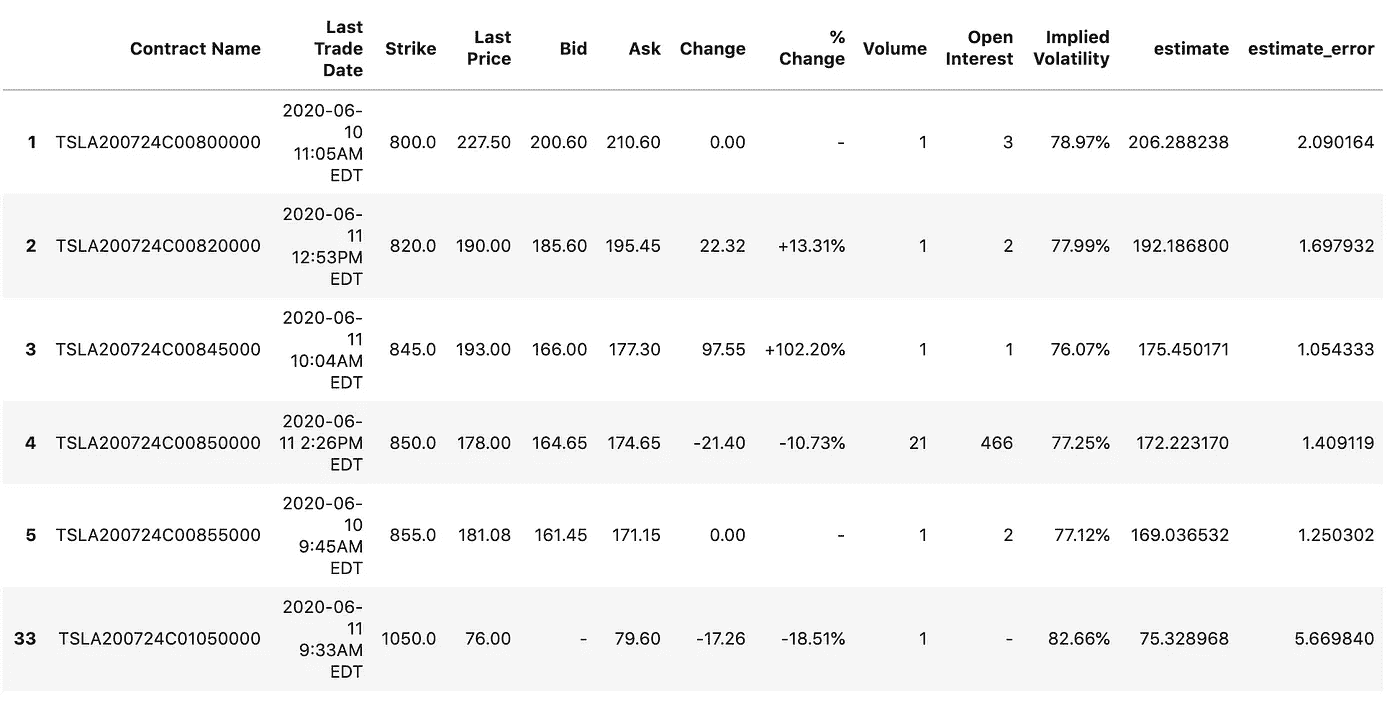 Contract Name Last Trade Date Strike Last Price Bid Ask Change % Change Volume Open Interest Implied Volatility estimate estimate_error
1 TSLA200724C00800000 2020-06-10 11:05AM EDT 800.0 227.50 200.60 210.60 0.00 - 1 3 78.97% 206.288238 2.090164
2 TSLA200724C00820000 2020-06-11 12:53PM EDT 820.0 190.00 185.60 195.45 22.32 +13.31% 1 2 77.99% 192.186800 1.697932
3 TSLA200724C00845000 2020-06-11 10:04AM EDT 845.0 193.00 166.00 177.30 97.55 +102.20% 1 1 76.07% 175.450171 1.054333
4 TSLA200724C00850000 2020-06-11 2:26PM EDT 850.0 178.00 164.65 174.65 -21.40 -10.73% 21 466 77.25% 172.223170 1.409119
5 TSLA200724C00855000 2020-06-10 9:45AM EDT 855.0 181.08 161.45 171.15 0.00 - 1 2 77.12% 169.036532 1.250302
33 TSLA200724C01050000 2020-06-11 9:33AM EDT 1050.0 76.00 - 79.60 -17.26 -18.51% 1 - 82.66% 75.328968 5.669840